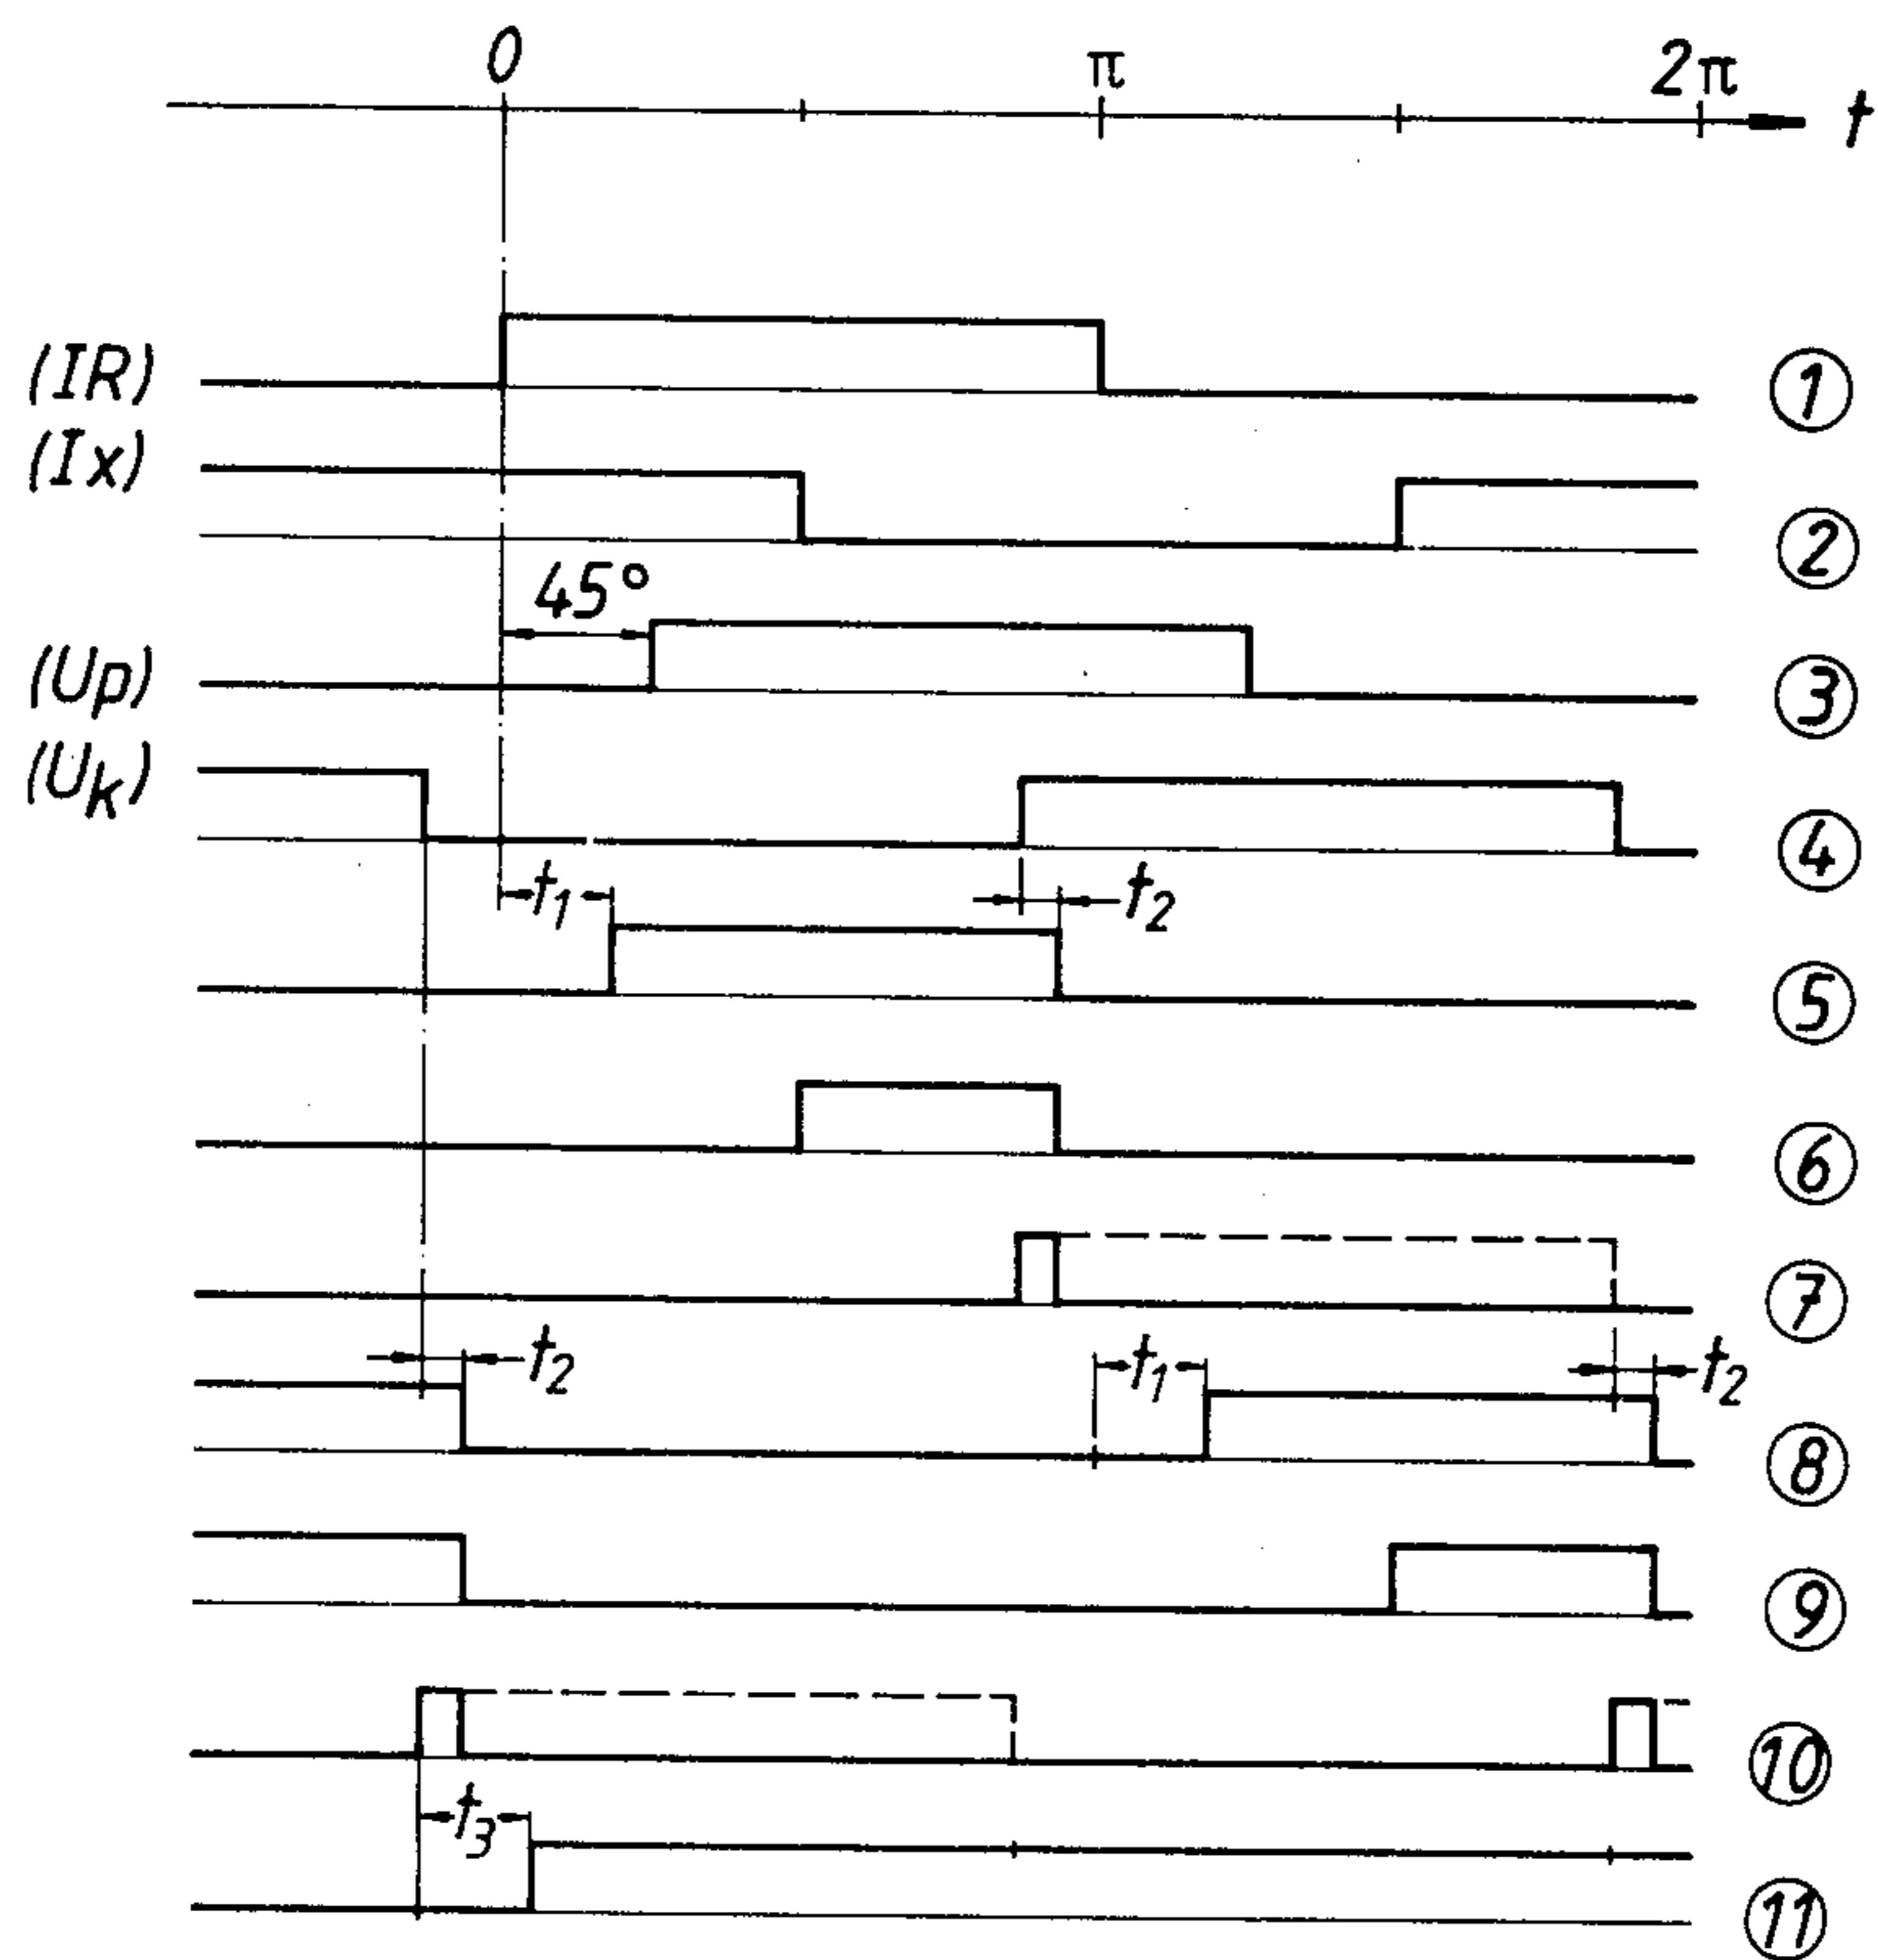 0 π 2π t
(IR) 1
(Ix) 2
45°
(Up) 3
(Uk) 4
t1 t2
5
6
7
t2 t1 t2
8
9
10
t3
11